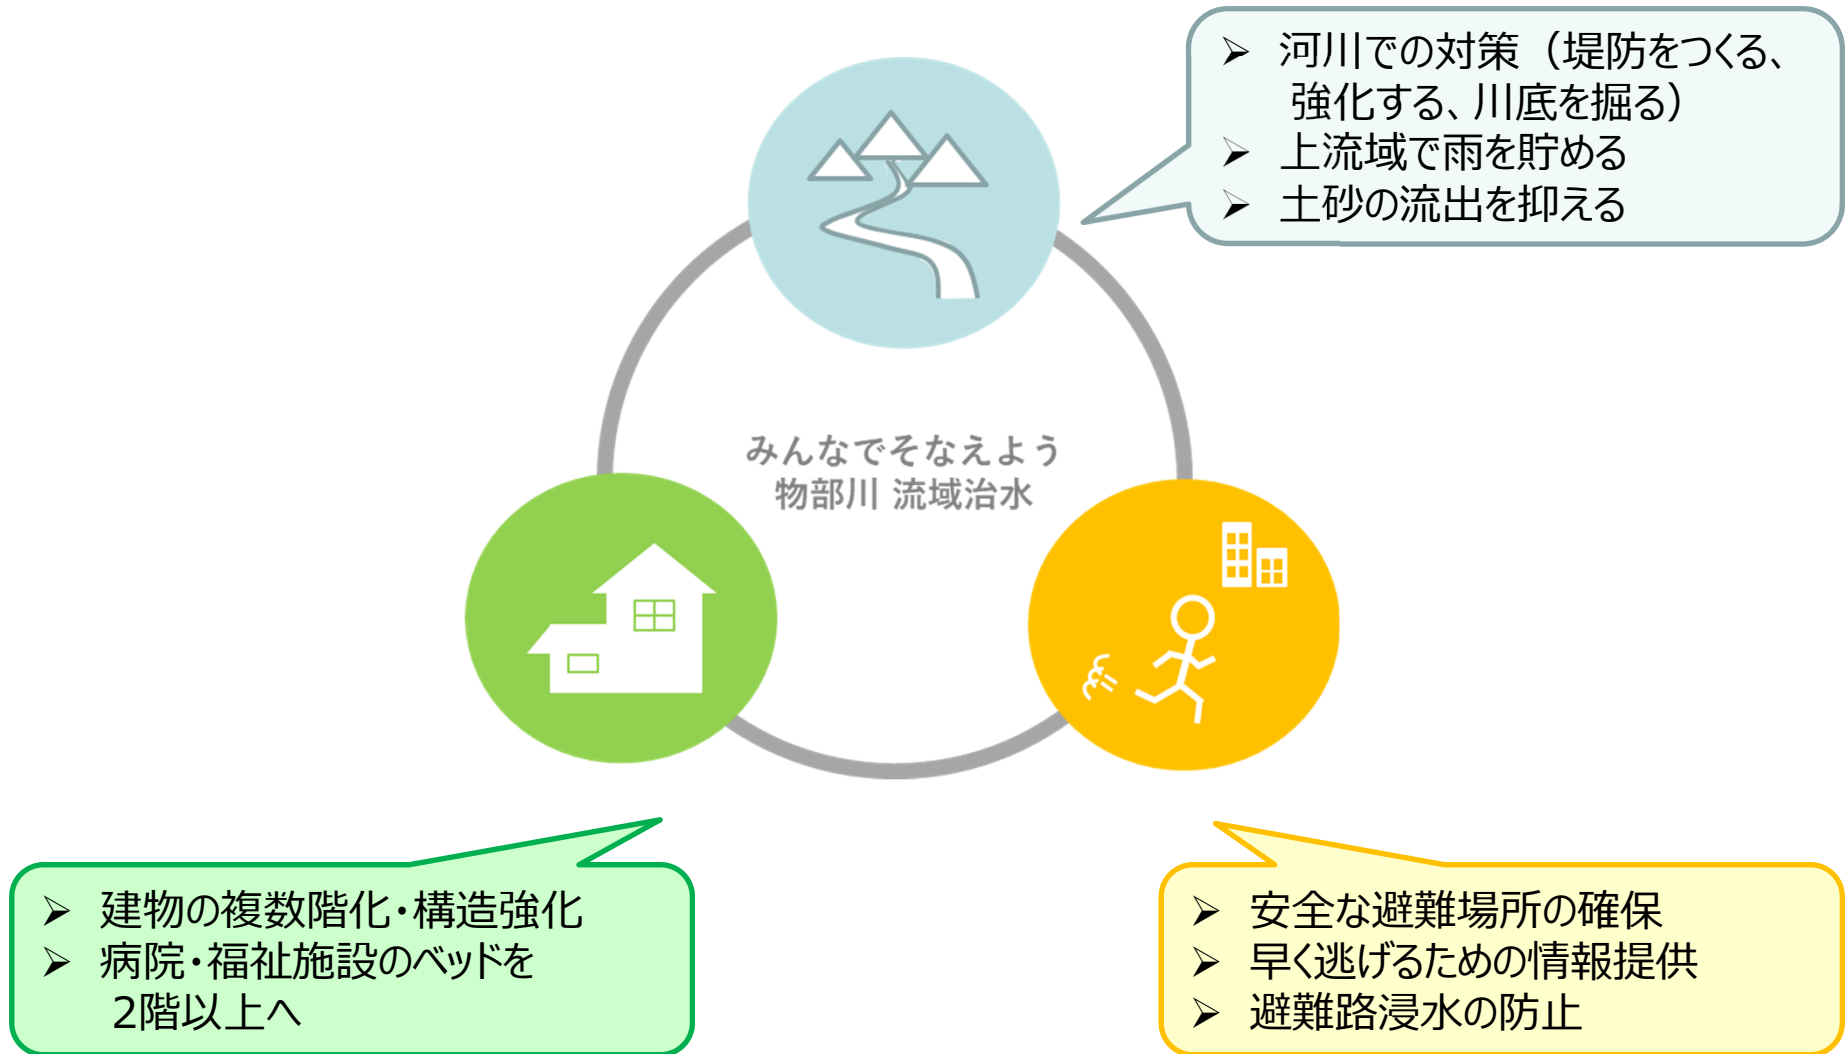 ➢ 河川での対策（堤防をつくる、
強化する、川底を掘る）
➢ 上流域で雨を貯める
➢ 土砂の流出を抑える
みんなでそなえよう
物部川 流域治水
➢ 建物の複数階化・構造強化
➢ 病院・福祉施設のベッドを
2階以上へ
➢ 安全な避難場所の確保
➢ 早く逃げるための情報提供
➢ 避難路浸水の防止